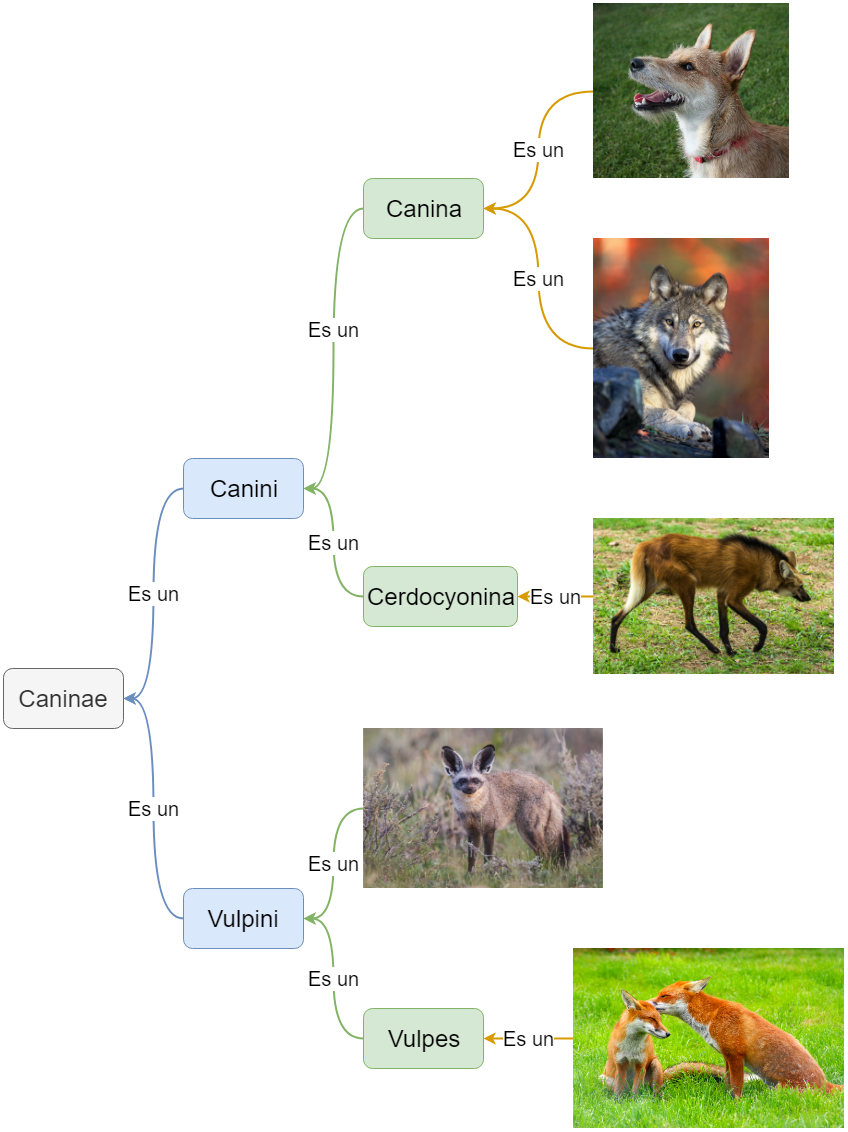 Es un
Canina
Es un
Es un
Canini
Es un
Cerdocyonina
Es un
Es un
Caninae
Es un
Es un
Vulpini
Es un
Vulpes
Es un